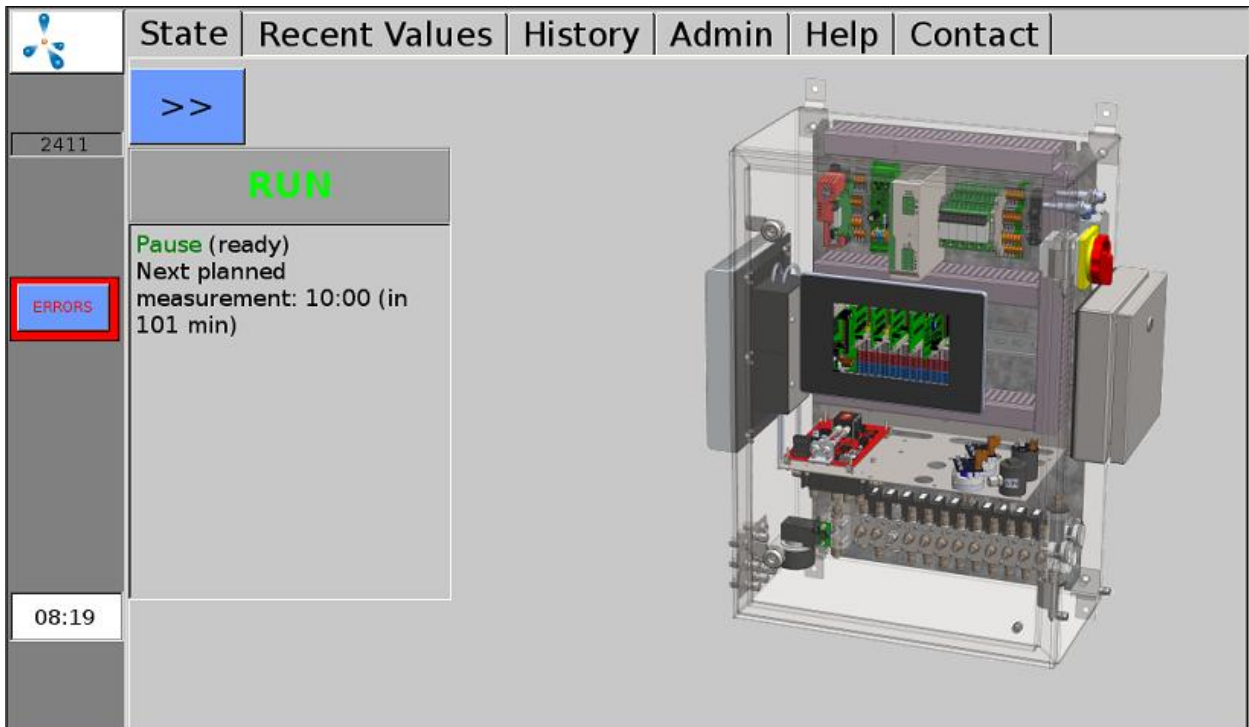 State Recent Values History Admin Help Contact
>>
2411
RUN
Pause (ready)
Next planned
measurement: 10:00 (in
101 min)
ERRORS
08:19